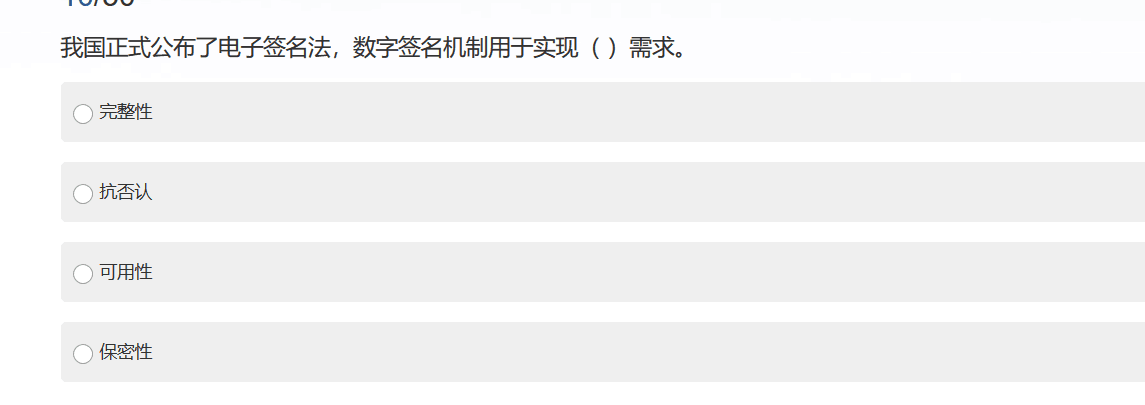 我国正式公布了电子签名法，数字签名机制用于实现（ ）需求。
完整性
抗否认
可用性
保密性